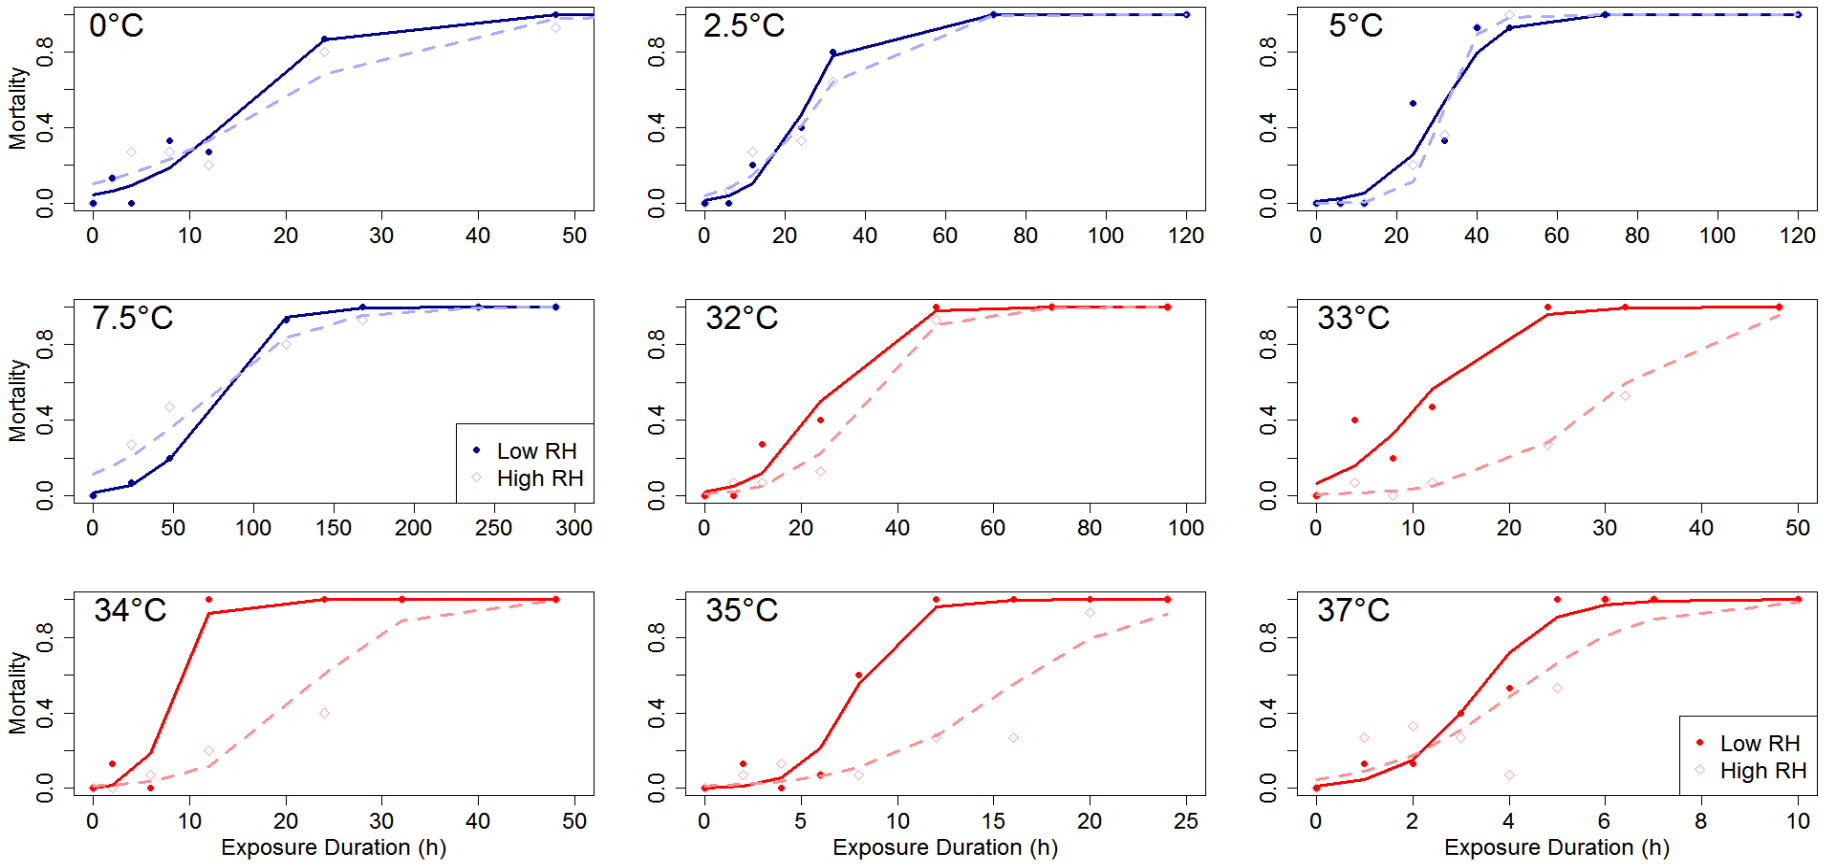 0°C
2.5°C
5°C
Mortality
0.0 0.4 0.8
0 10 20 30 40 50
0.0 0.4 0.8
0 20 40 60 80 100 120
0.0 0.4 0.8
0 20 40 60 80 100 120
7.5°C
32°C
33°C
Mortality
0.0 0.4 0.8
Low RH
High RH
0 50 100 150 200 250 300
0.0 0.4 0.8
0 20 40 60 80 100
0.0 0.4 0.8
0 10 20 30 40 50
34°C
35°C
37°C
Mortality
0.0 0.4 0.8
0 10 20 30 40 50
Exposure Duration (h)
0.0 0.4 0.8
0 5 10 15 20 25
Exposure Duration (h)
0.0 0.4 0.8
Low RH
High RH
0 2 4 6 8 10
Exposure Duration (h)